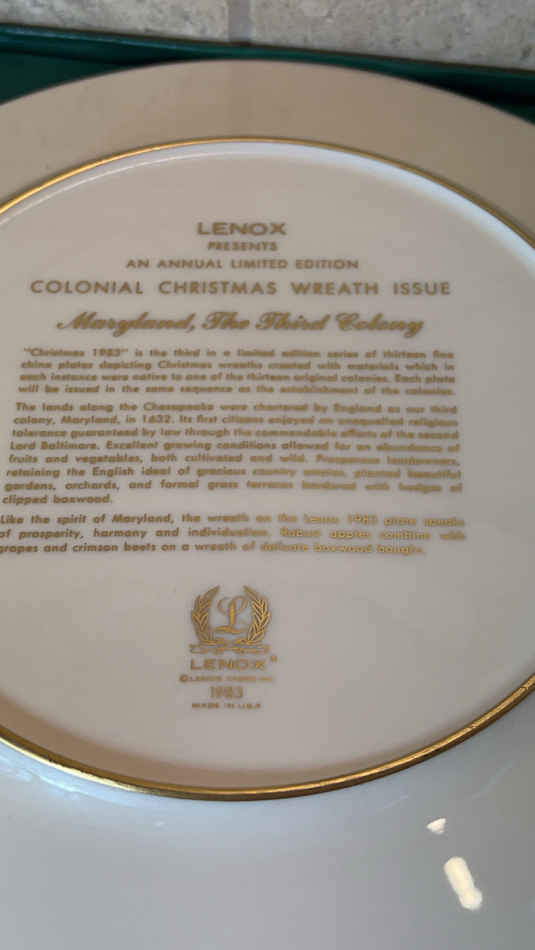 LENOX
PRESENTS
AN ANNUAL LIMITED EDITION
COLONIAL CHRISTMAS WREATH ISSUE
Maryland, The Third Colony
"Christmas 1983" is the third in a limited edition series of thirteen fine
china plates depicting Christmas wreaths created with materials which in
each instance were native to one of the thirteen original colonies. Each plate
will be issued in the same sequence as the establishment of the colonies.
The lands along the Chesapeake were chartered by England as our third
colony, Maryland, in 1632. Its first citizens enjoyed an unequalled religious
tolerance guaranteed by law through the commendable efforts of the second
Lord Baltimore. Excellent growing conditions allowed for an abundance of
fruits and vegetables, both cultivated and wild. Prosperous landowners,
retaining the English ideal of gracious country estates, planned beautiful
gardens, orchards, and formal grass terraces bordered with hedges of
clipped boxwood.
Like the spirit of Maryland, the wreath on the Lenox 1983 plate speaks
of prosperity, harmony and individuation. Robust apples combine with
grapes and crimson beets on a wreath of delicate boxwood boughs.
L
LENOX®
© LENOX CHINA INC.
1983
MADE IN U.S.A.